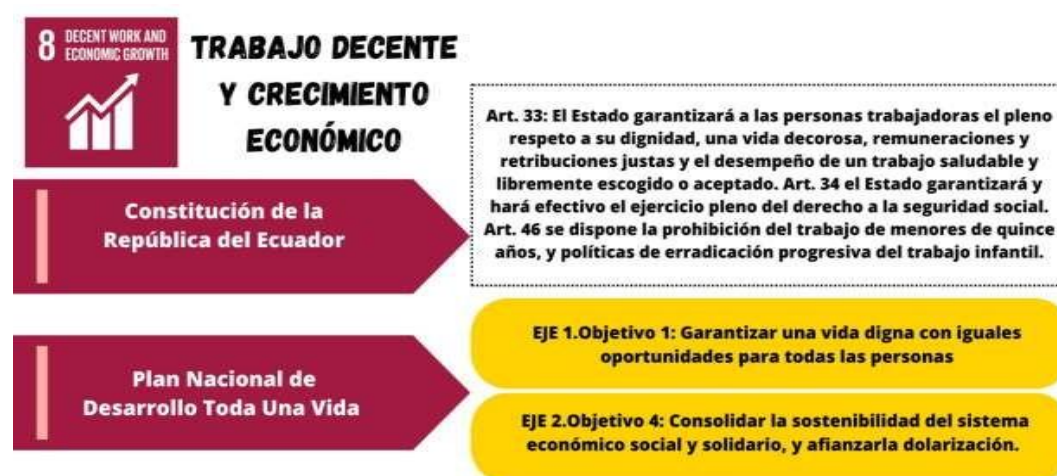 8 DECENT WORK AND
ECONOMIC GROWTH
TRABAJO DECENTE
Y CRECIMIENTO
ECONÓMICO
Constitución de la
República del Ecuador
Art. 33: El Estado garantizará a las personas trabajadoras el pleno
respeto a su dignidad, una vida decorosa, remuneraciones y
retribuciones justas y el desempeño de un trabajo saludable y
libremente escogido o aceptado. Art. 34 el Estado garantizará y
hará efectivo el ejercicio pleno del derecho a la seguridad social.
Art. 46 se dispone la prohibición del trabajo de menores de quince
años, y políticas de erradicación progresiva del trabajo infantil.
Plan Nacional de
Desarrollo Toda Una Vida
EJE 1.Objetivo 1: Garantizar una vida digna con iguales
oportunidades para todas las personas
EJE 2.Objetivo 4: Consolidar la sostenibilidad del sistema
económico social y solidario, y afianzarla dolarización.